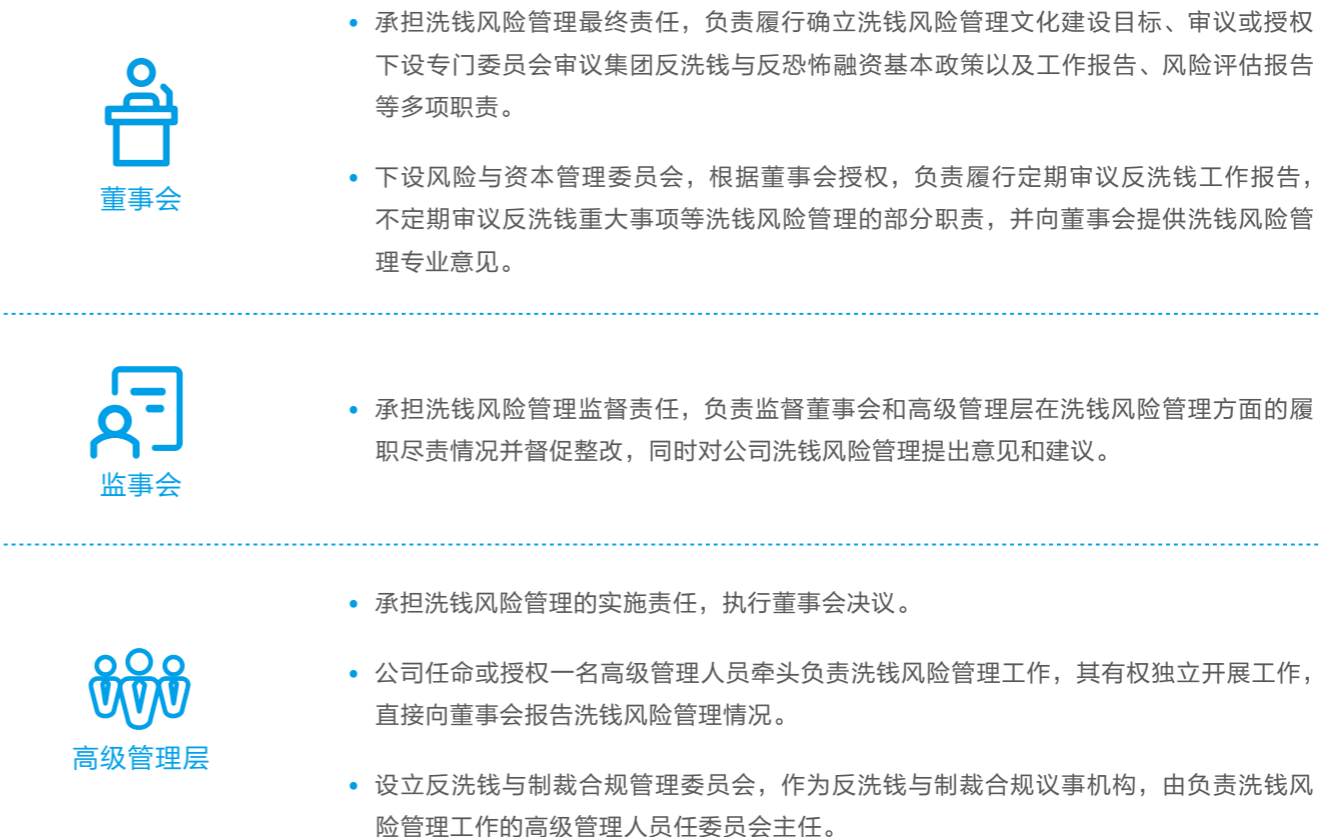 承担洗钱风险管理最终责任，负责履行确立洗钱风险管理文化建设目标、审议或授权
下设专门委员会审议集团反洗钱与反恐怖融资基本政策以及工作报告、风险评估报告
等多项职责。
董事会
下设风险与资本管理委员会，根据董事会授权，负责履行定期审议反洗钱工作报告，
不定期审议反洗钱重大事项等洗钱风险管理的部分职责，并向董事会提供洗钱风险管
理专业意见。
监事会
承担洗钱风险管理监督责任，负责监督董事会和高级管理层在洗钱风险管理方面的履
职尽责情况并督促整改，同时对公司洗钱风险管理提出意见和建议。
高级管理层
承担洗钱风险管理的实施责任，执行董事会决议。
公司任命或授权一名高级管理人员牵头负责洗钱风险管理工作，其有权独立开展工作，
直接向董事会报告洗钱风险管理情况。
设立反洗钱与制裁合规管理委员会，作为反洗钱与制裁合规议事机构，由负责洗钱风
险管理工作的高级管理人员任委员会主任。